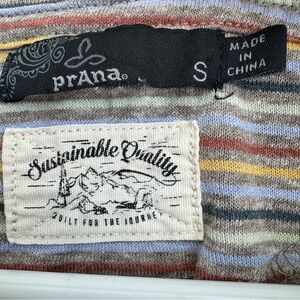 prAna®
S
MADE
IN
CHINA
Sustainable Quality
BUILT FOR THE JOURNEY